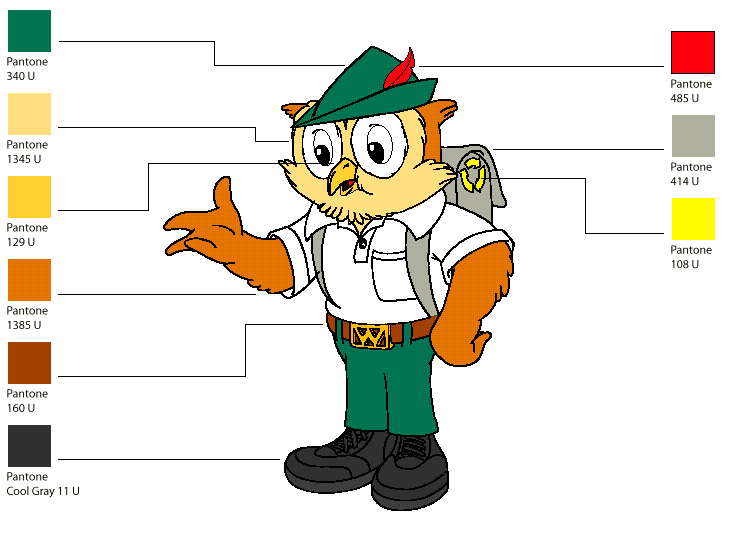 Pantone
340 U
Pantone
1345 U
Pantone
129 U
Pantone
1385 U
Pantone
160 U
Pantone
Cool Gray 11 U
Pantone
485 U
Pantone
414 U
Pantone
108 U
W